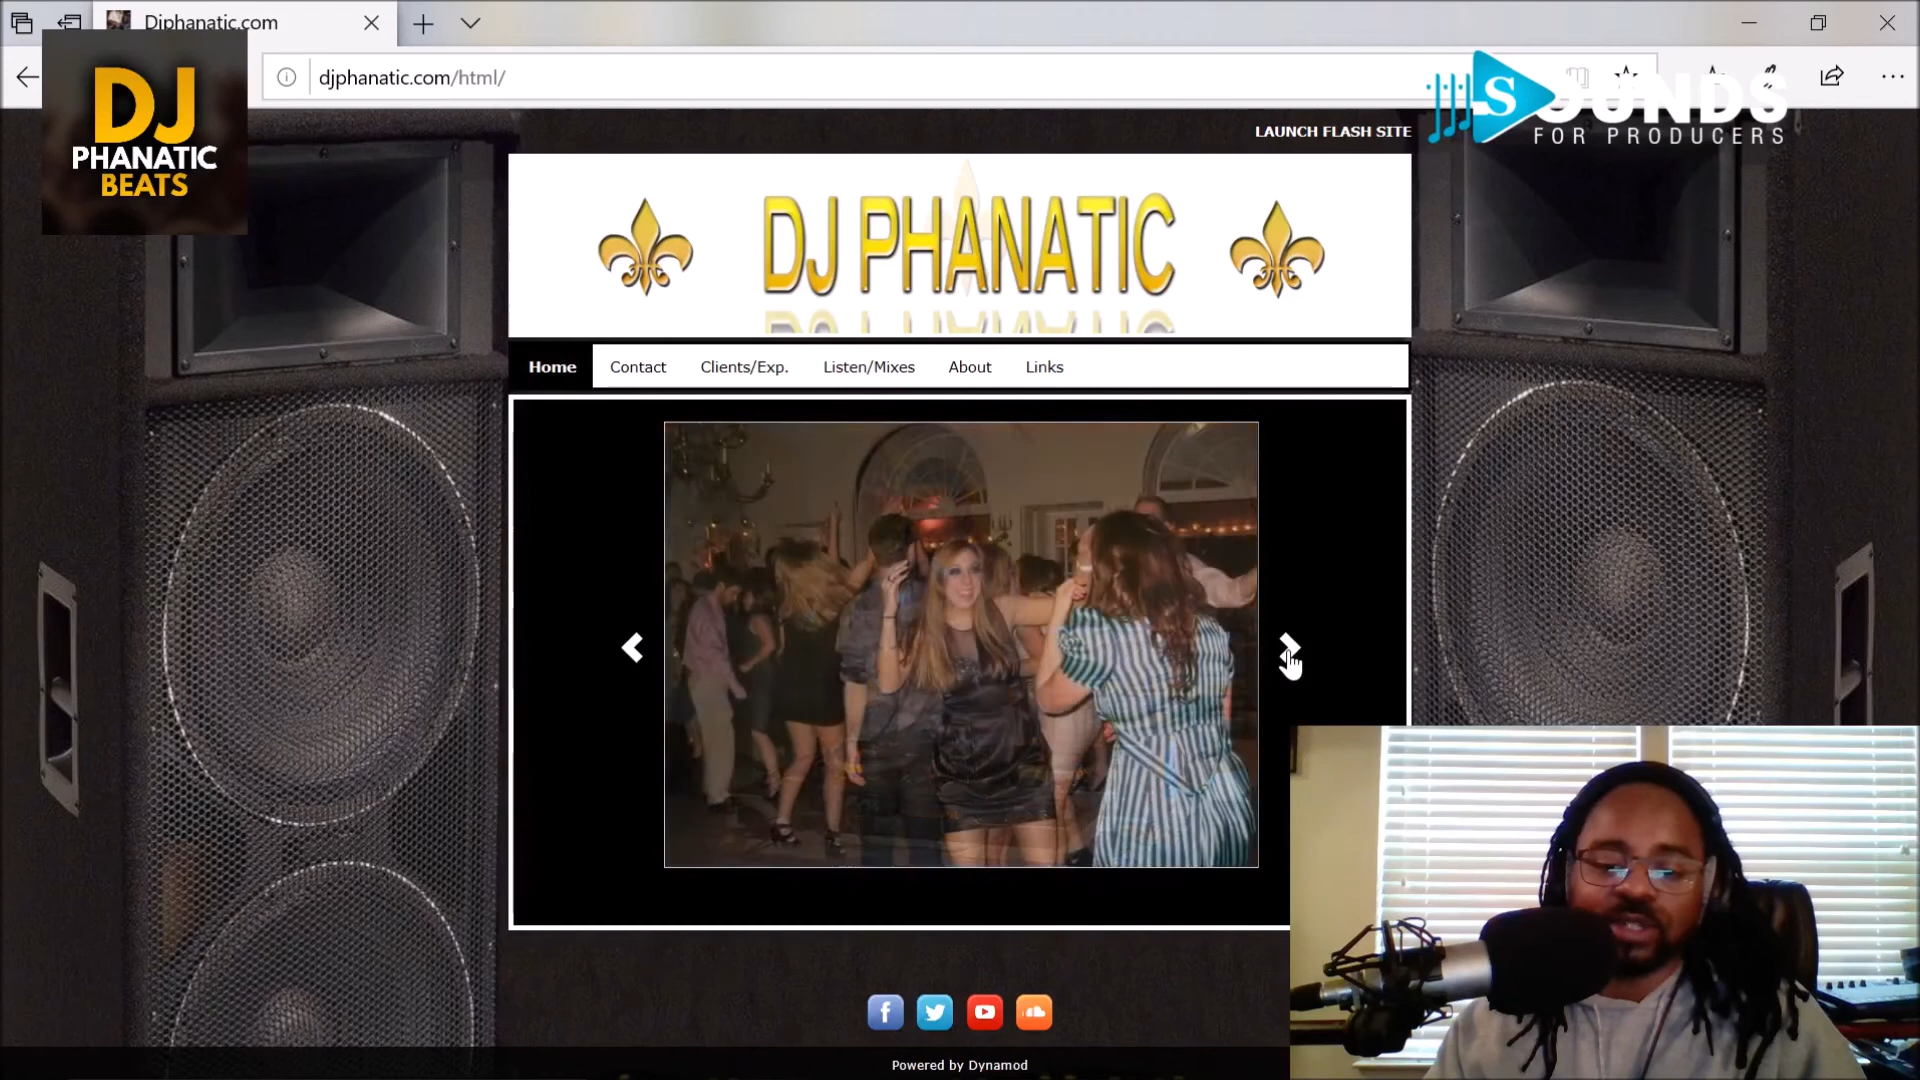 Djphanatic.com
djphanatic.com/html/
DJ
PHANATIC
BEATS
SOUNDS
FOR PRODUCERS
LAUNCH FLASH SITE
DJ PHANATIC
Home
Contact
Clients/Exp.
Listen/Mixes
About
Links
Powered by Dynamod